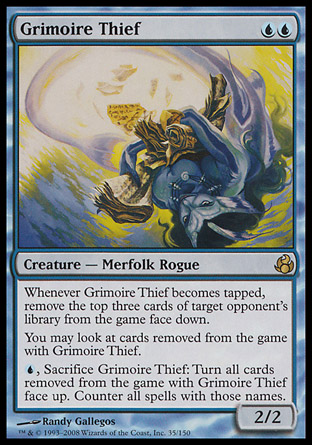 Grimoire Thief
Creature — Merfolk Rogue
Whenever Grimoire Thief becomes tapped,
remove the top three cards of target opponent's
library from the game face down.
You may look at cards removed from the game
with Grimoire Thief.
, Sacrifice Grimoire Thief: Turn all cards
removed from the game with Grimoire Thief
face up. Counter all spells with those names.
2/2
Randy Gallegos
™ & © 1993–2008 Wizards of the Coast, Inc. 35/150